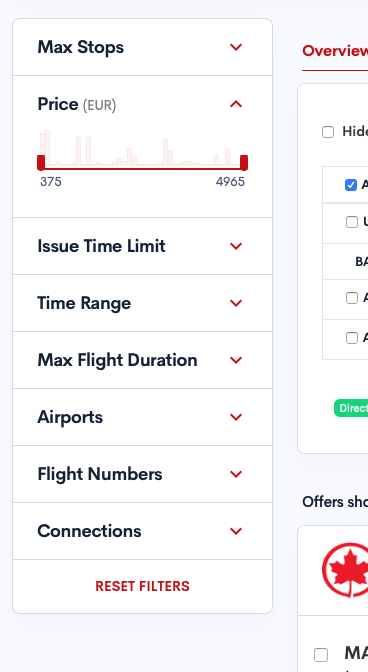 Max Stops
Price (EUR)
375 4965
Issue Time Limit
Time Range
Max Flight Duration
Airports
Flight Numbers
Connections
RESET FILTERS
Overview
Hide
BA
Direct
Offers sho
MA